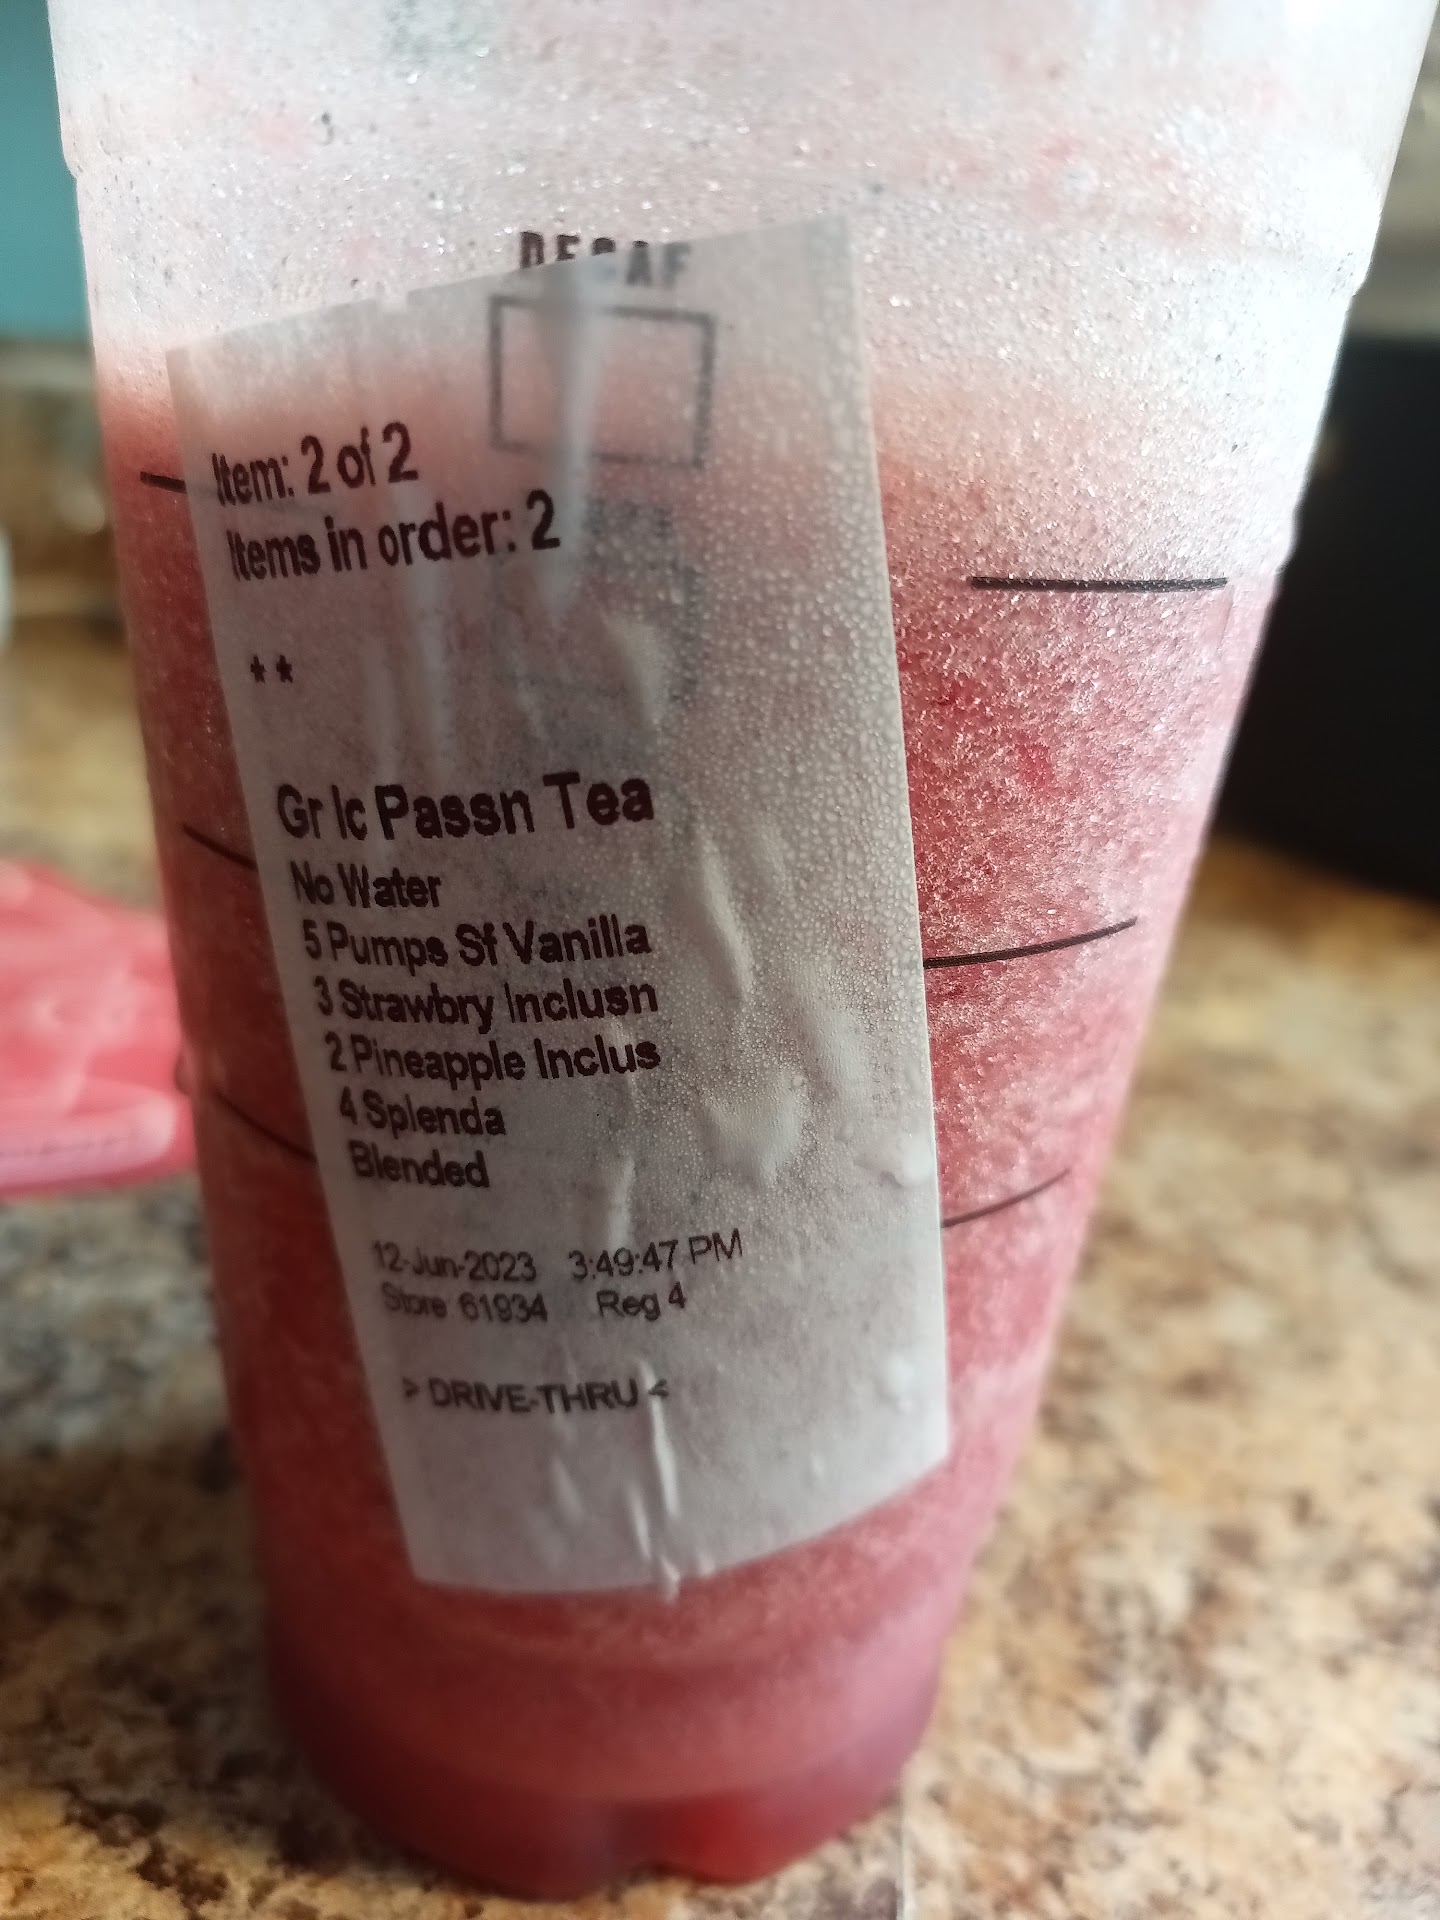 DECAF
Item: 2 of 2
Items in order: 2
**
Gr Ic Passn Tea
No Water
5 Pumps Sf Vanilla
3 Strawbry Inclusn
2 Pineapple Inclus
4 Splenda
Blended
12-Jun-2023 3:49:47 PM
Store 61934 Reg 4
> DRIVE-THRU <